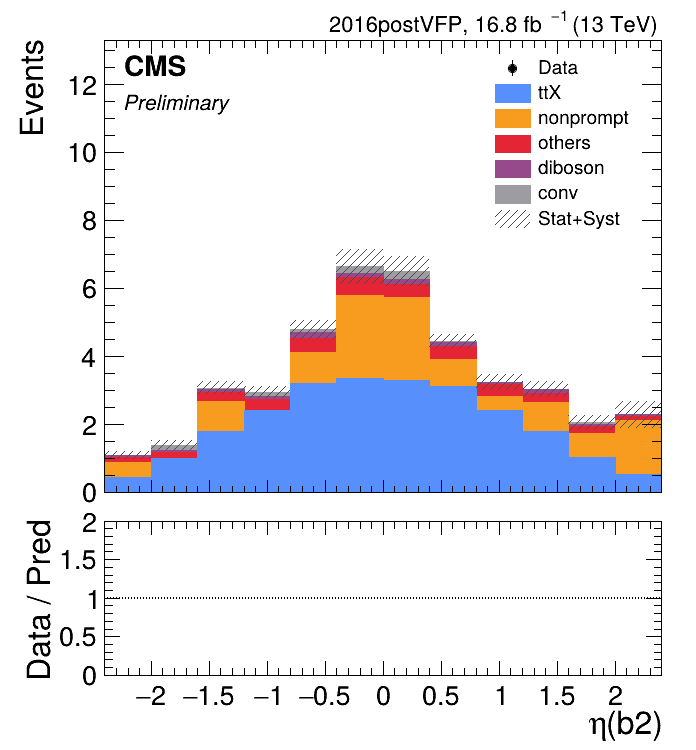 2016postVFP, 16.8 fb⁻¹ (13 TeV)
CMS
Preliminary
Data
ttX
nonprompt
others
diboson
conv
Stat+Syst
Events
12
10
8
6
4
2
0
Data / Pred
2
1.5
1
0.5
0
−2 −1.5 −1 −0.5 0 0.5 1 1.5 2
η(b2)